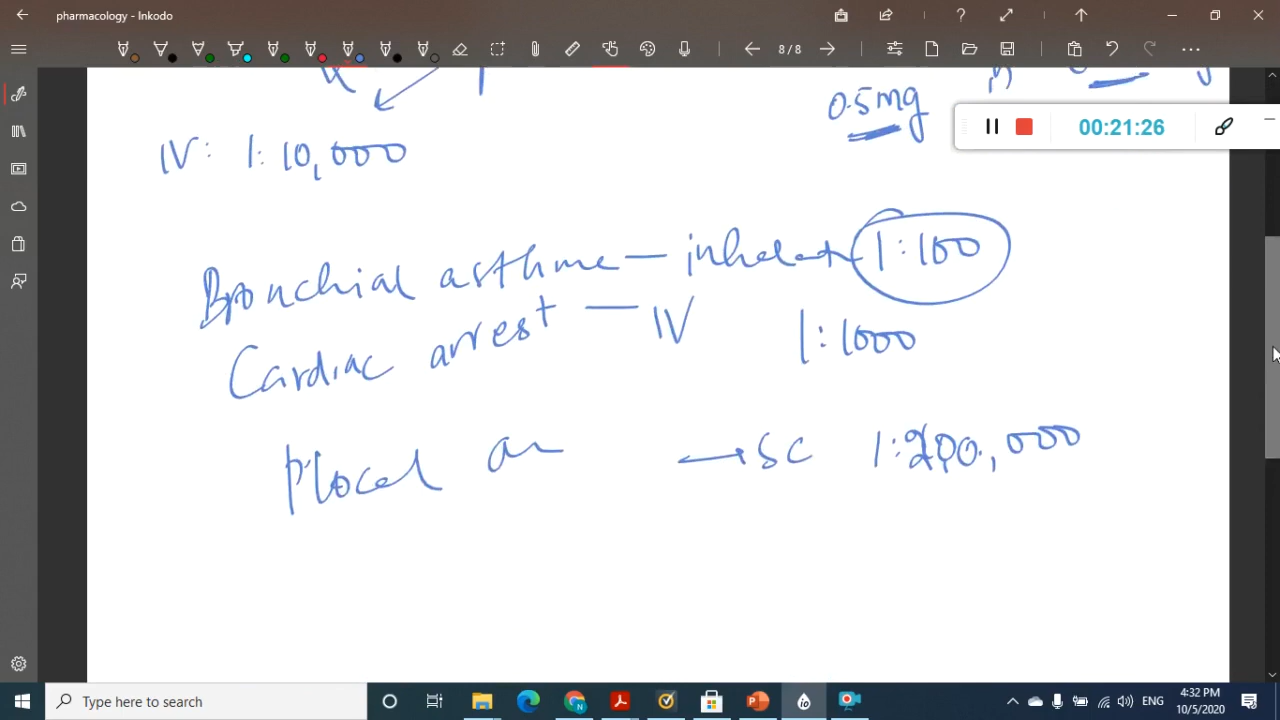 pharmacology - Inkodo
8/8
0.5mg
00:21:26
IV: 1:10,000
Bronchial asthme — inhalat 1:100
Cardiac arrest — IV 1:1000
local an → SC 1:200,000
Type here to search
ENG
4:32 PM
10/5/2020